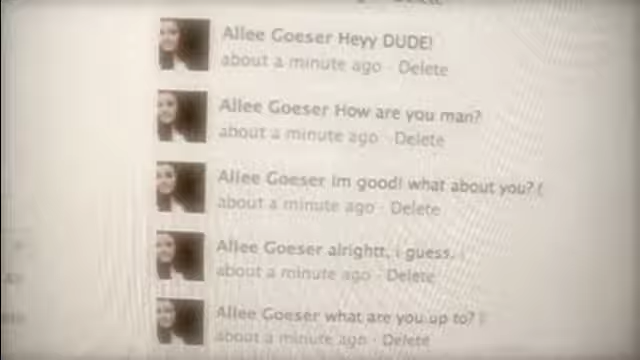 Allee Goeser Heyy DUDE!
about a minute ago · Delete
Allee Goeser How are you man?
about a minute ago · Delete
Allee Goeser Im good! what about you? (
about a minute ago · Delete
Allee Goeser alrightt, i guess.
about a minute ago · Delete
Allee Goeser what are you up to?
about a minute ago · Delete